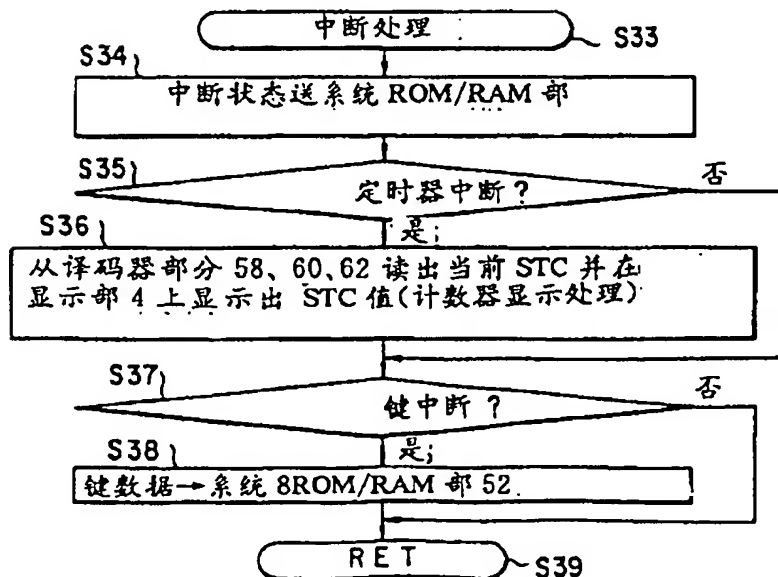 中断处理
S33
S34
中断状态送系统 ROM/RAM 部
S35
定时器中断?
否
是;
S36
从译码器部分 58、60、62 读出当前 STC 并在
显示部 4 上显示出 STC 值(计数器显示处理)
S37
键中断 ?
否
是;
S38
键数据→系统 8ROM/RAM 部 52.
RET
S39